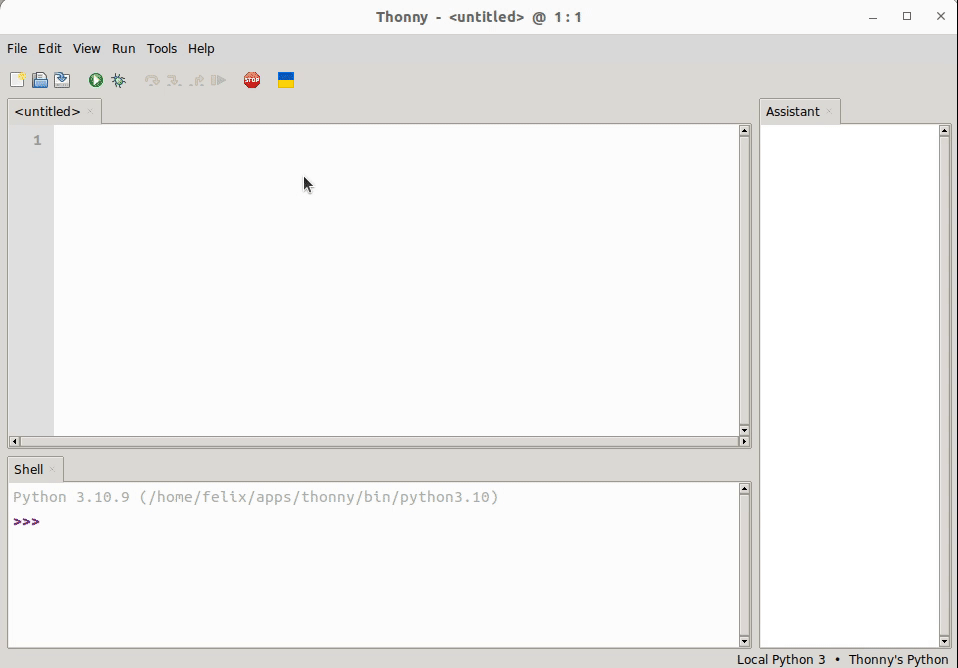 Thonny - <untitled> @ 1:1
File Edit View Run Tools Help
STOP
<untitled>
Assistant
1
Shell
Python 3.10.9 (/home/felix/apps/thonny/bin/python3.10)
>>>
Local Python 3 • Thonny's Python